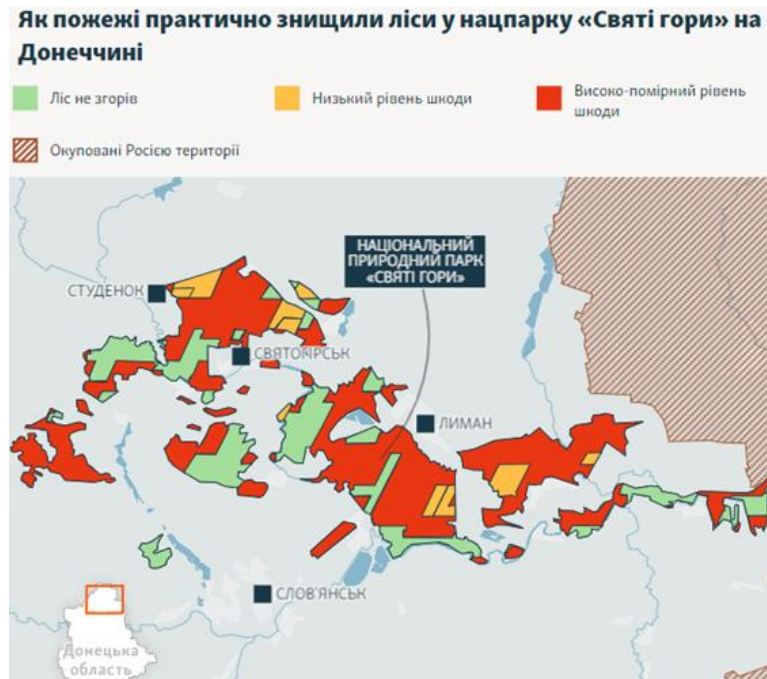 Як пожежі практично знищили ліси у нацпарку «Святі гори» на
Донеччині
Ліс не згорів
Низький рівень шкоди
Високо-помірний рівень
шкоди
Окуповані Росією території
НАЦІОНАЛЬНИЙ
ПРИРОДНИЙ ПАРК
«СВЯТІ ГОРИ»
СТУДЕНОК
СВЯТОГІРСЬК
ЛИМАН
СЛОВ'ЯНСЬК
Донецька
область